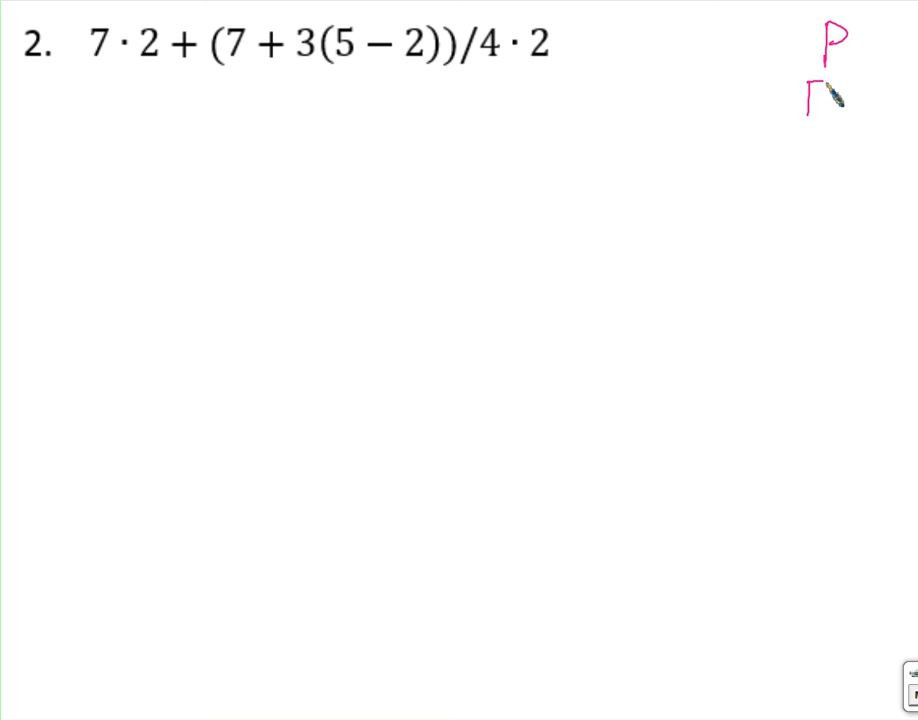 2. 7 · 2 + (7 + 3(5 − 2))/4 · 2
P